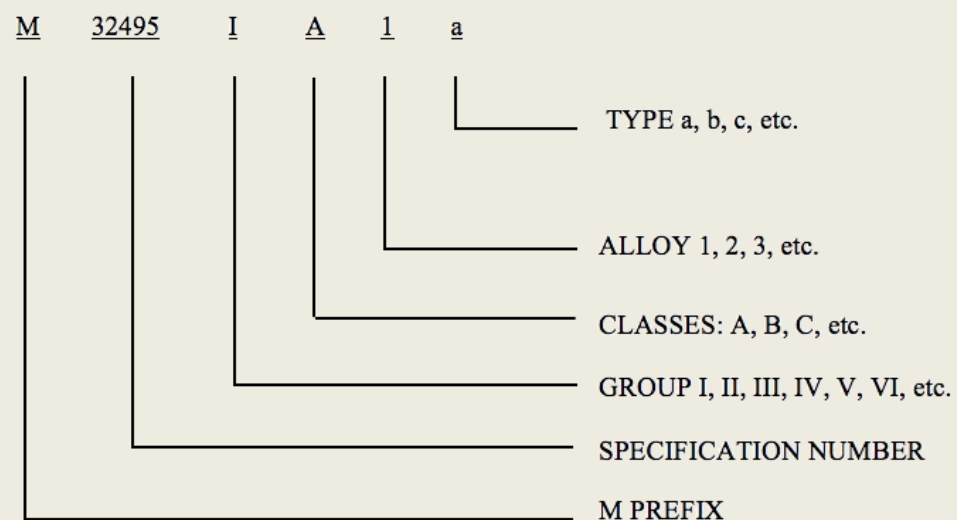 M 32495 I A 1 a
TYPE a, b, c, etc.
ALLOY 1, 2, 3, etc.
CLASSES: A, B, C, etc.
GROUP I, II, III, IV, V, VI, etc.
SPECIFICATION NUMBER
M PREFIX